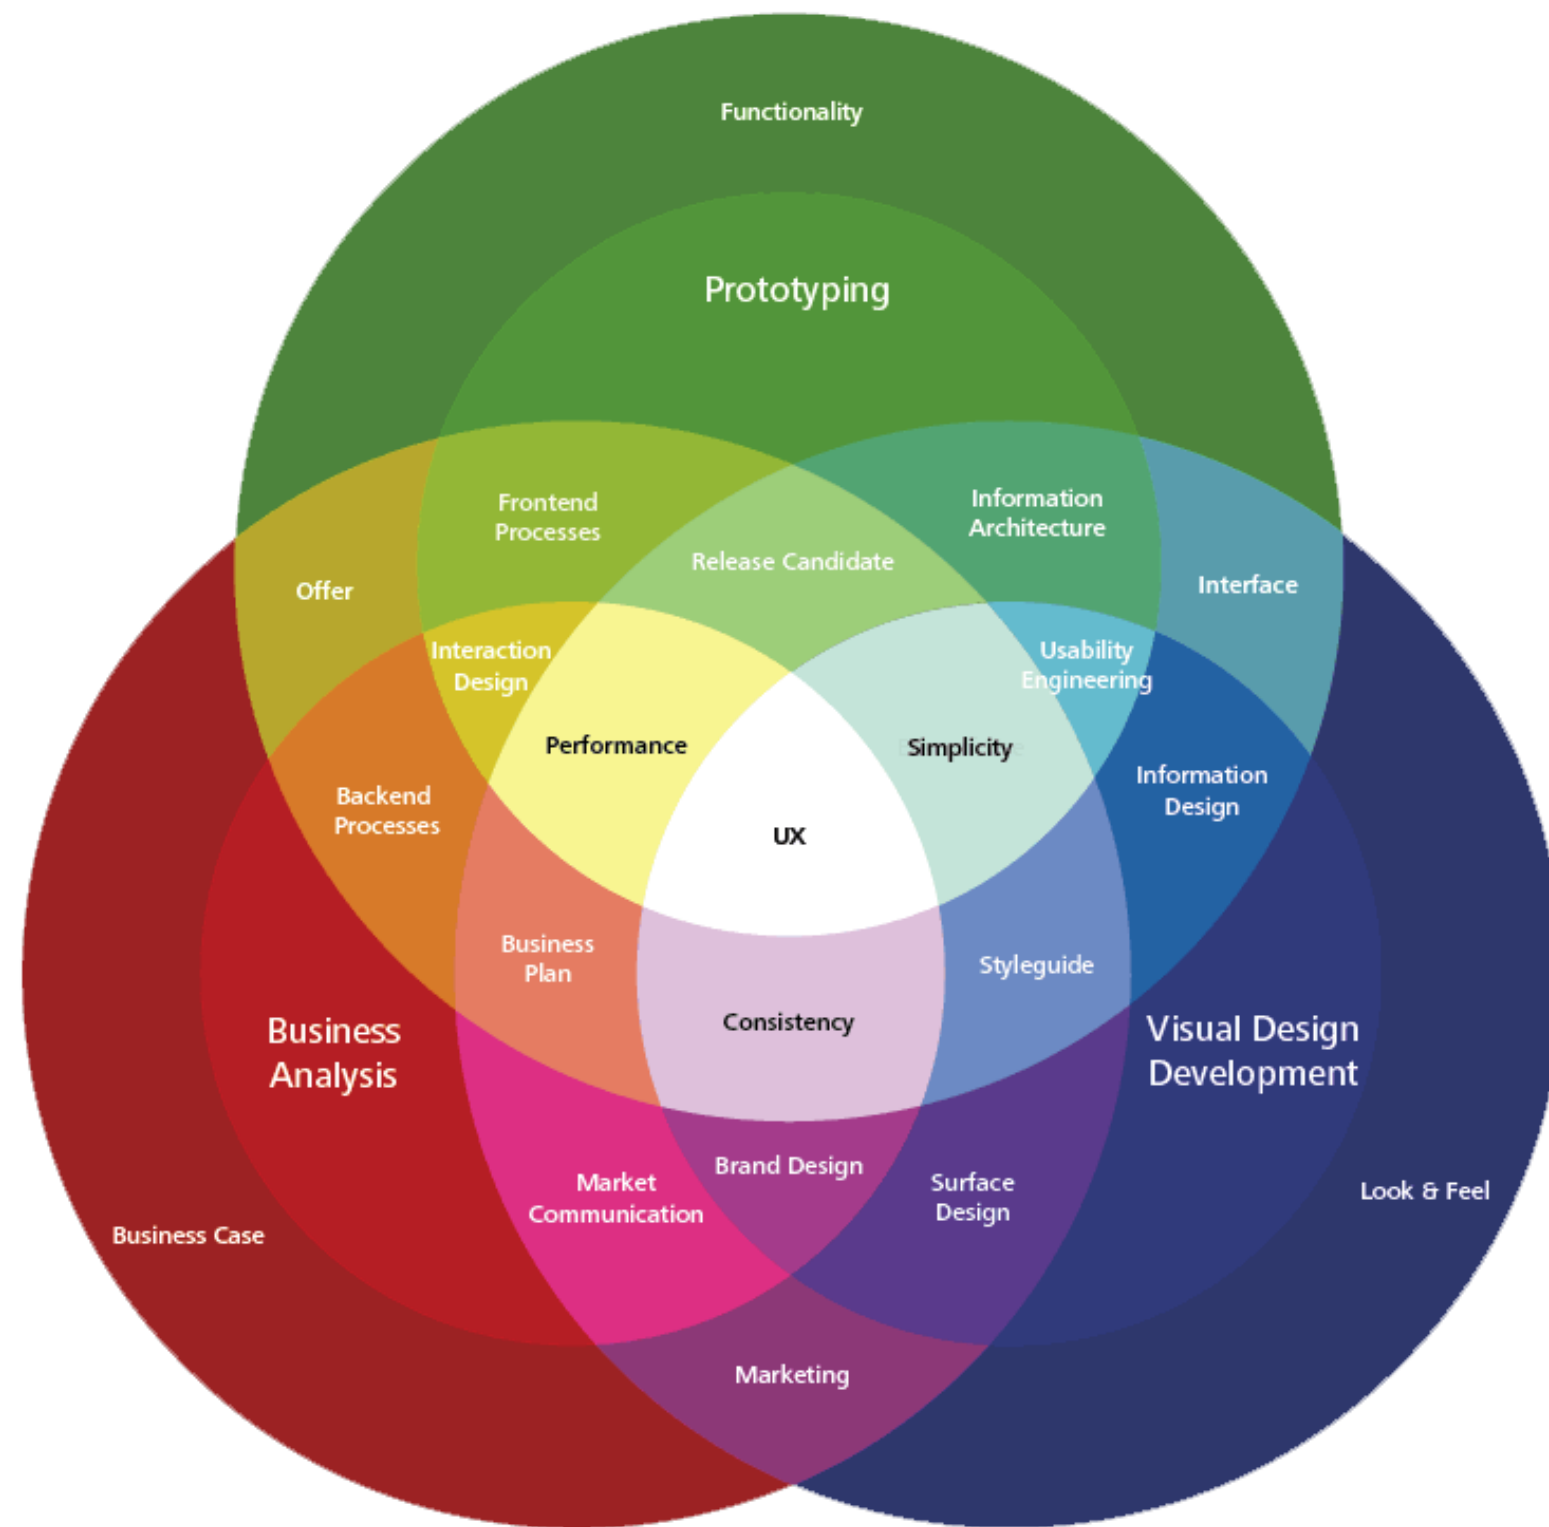 Functionality
Prototyping
Frontend
Processes
Information
Architecture
Release Candidate
Offer
Interface
Interaction
Design
Usability
Engineering
Performance
Simplicity
Backend
Processes
Information
Design
UX
Business
Plan
Styleguide
Consistency
Business
Analysis
Visual Design
Development
Brand Design
Market
Communication
Surface
Design
Look & Feel
Business Case
Marketing